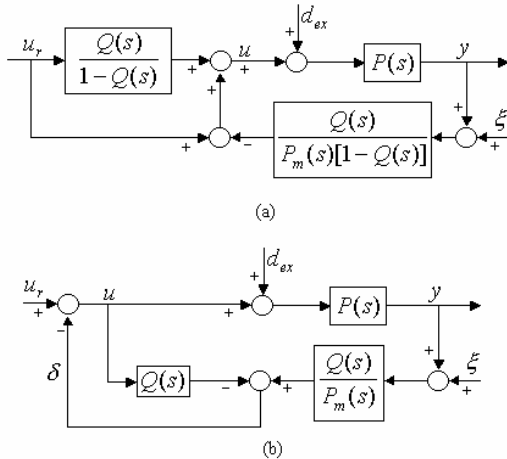 d_ex
u_r Q(s) / 1 − Q(s) + + u + + P(s) y
+
+ − Q(s) / P_m(s)[1 − Q(s)] + ξ +
(a)
d_ex
u_r + − u + + P(s) y
δ Q(s) − + Q(s) / P_m(s) + ξ +
(b)